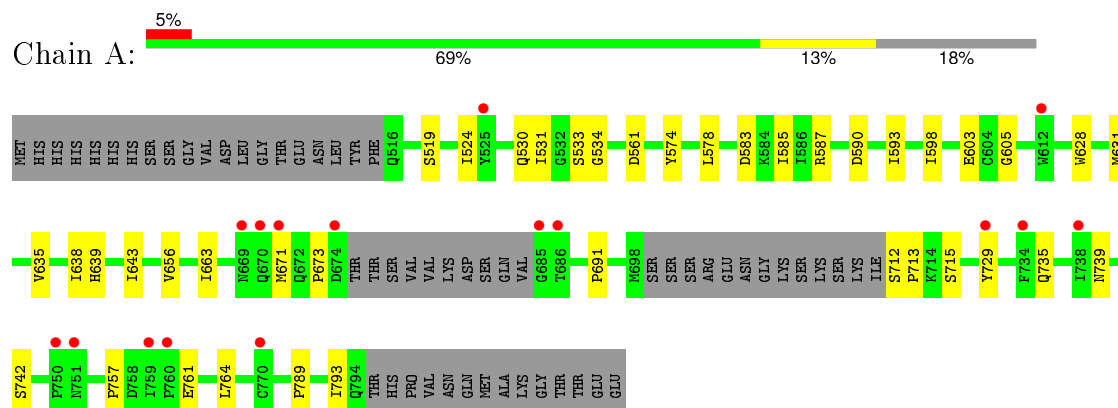 5%
Chain A:
69% 13% 18%
MET HIS HIS HIS HIS HIS HIS SER SER GLY VAL ASP LEU GLY THR GLU ASN LEU TYR PHE Q516 S519 I524 Y525 Q530 I531 G532 S533 G534 D561 Y574 L578 D583 K584 I585 I586 R587 D590 I593 I598 E603 C604 G605 W612 W628 M631
V635 I638 H639 I643 V656 I663 N669 Q670 M671 Q672 P673 D674 THR THR SER VAL VAL LYS ASP SER GLN VAL G685 T686 P691 M698 SER SER SER ARG GLU ASN GLY LYS SER LYS SER LYS ILE S712 P713 K714 S715 Y729 F734 Q735 I738 N739
S742 P750 N751 P757 D758 I759 P760 E761 L764 C770 P789 I793 Q794 THR HIS PRO VAL ASN GLN MET ALA LYS GLY THR THR GLU GLU